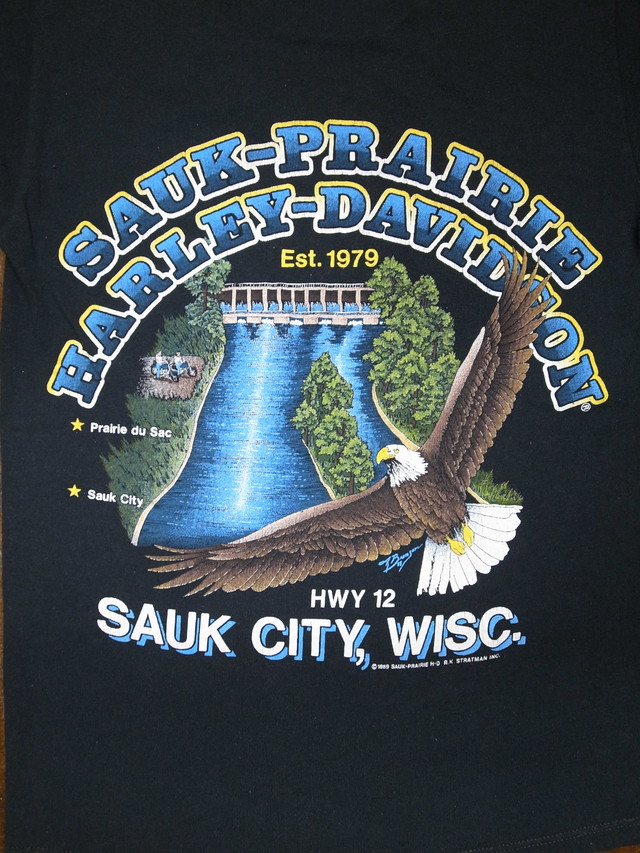 SAUK-PRAIRIE
HARLEY-DAVIDSON®
Est. 1979
Prairie du Sac
Sauk City
HWY 12
SAUK CITY, WISC.
© 1989 SAUK-PRAIRIE H-D R.K STRATMAN INC.